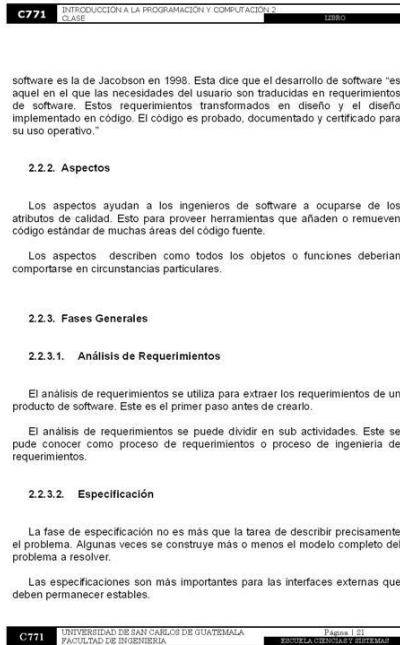 C771
INTRODUCCIÓN A LA PROGRAMACIÓN Y COMPUTACIÓN 2
CLASE
LIBRO
software es la de Jacobson en 1998. Esta dice que el desarrollo de software "es
aquel en el que las necesidades del usuario son traducidas en requerimientos
de software. Estos requerimientos transformados en diseño y el diseño
implementado en código. El código es probado, documentado y certificado para
su uso operativo."
2.2.2. Aspectos
Los aspectos ayudan a los ingenieros de software a ocuparse de los
atributos de calidad. Esto para proveer herramientas que añaden o remueven
código estándar de muchas áreas del código fuente.
Los aspectos describen como todos los objetos o funciones deberian
comportarse en circunstancias particulares.
2.2.3. Fases Generales
2.2.3.1. Análisis de Requerimientos
El análisis de requerimientos se utiliza para extraer los requerimientos de un
producto de software. Este es el primer paso antes de crearlo.
El análisis de requerimientos se puede dividir en sub actividades. Este se
pude conocer como proceso de requerimientos o proceso de ingenieria de
requerimientos.
2.2.3.2. Especificación
La fase de especificación no es más que la tarea de describir precisamente
el problema. Algunas veces se construye más o menos el modelo completo del
problema a resolver.
Las especificaciones son más importantes para las interfaces externas que
deben permanecer estables.
C771
UNIVERSIDAD DE SAN CARLOS DE GUATEMALA
FACULTAD DE INGENIERIA
Página | 21
ESCUELA CIENCIAS Y SISTEMAS